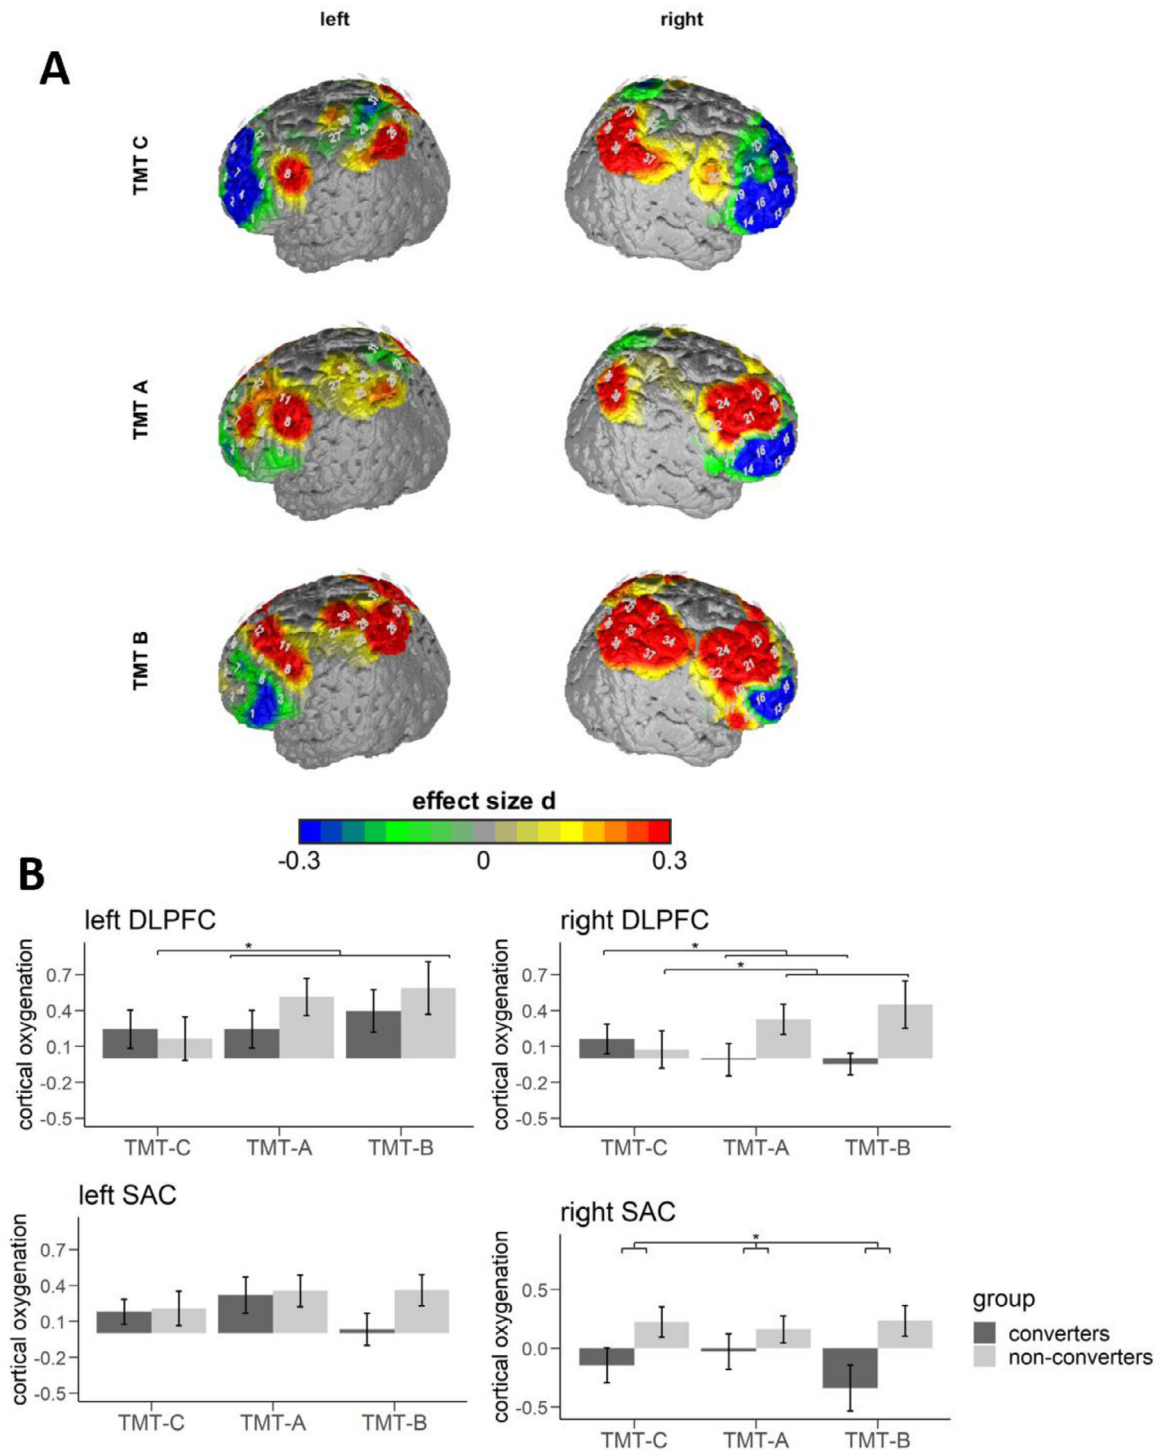 left right
A
TMT C
TMT A
TMT B
effect size d
-0.3 0 0.3
B
left DLPFC
cortical oxygenation
0.7
0.4
0.1
-0.2
-0.5
*
TMT-C TMT-A TMT-B
right DLPFC
cortical oxygenation
0.7
0.4
0.1
-0.2
-0.5
*
*
TMT-C TMT-A TMT-B
left SAC
cortical oxygenation
0.7
0.4
0.1
-0.2
-0.5
TMT-C TMT-A TMT-B
right SAC
cortical oxygenation
0.5
0.0
-0.5
*
TMT-C TMT-A TMT-B
group
converters
non-converters